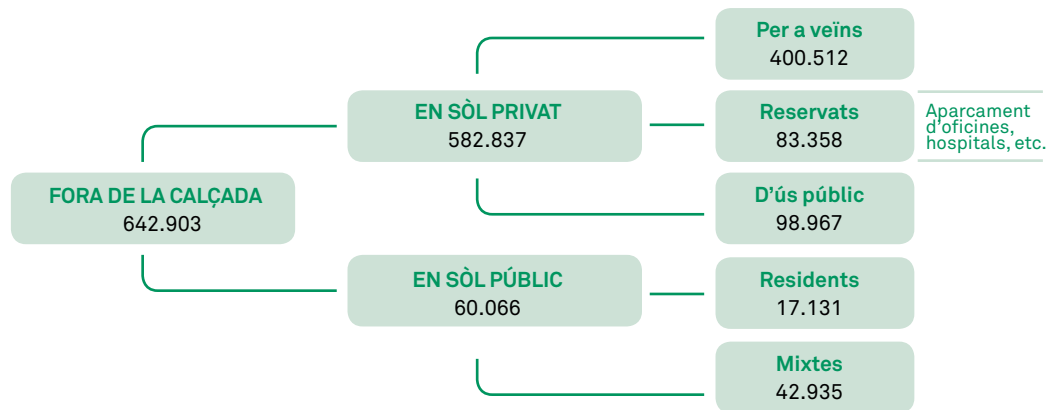 FORA DE LA CALÇADA
642.903
EN SÒL PRIVAT
582.837
Per a veïns
400.512
Reservats
83.358
Aparcament
d'oficines,
hospitals, etc.
D'ús públic
98.967
EN SÒL PÚBLIC
60.066
Residents
17.131
Mixtes
42.935